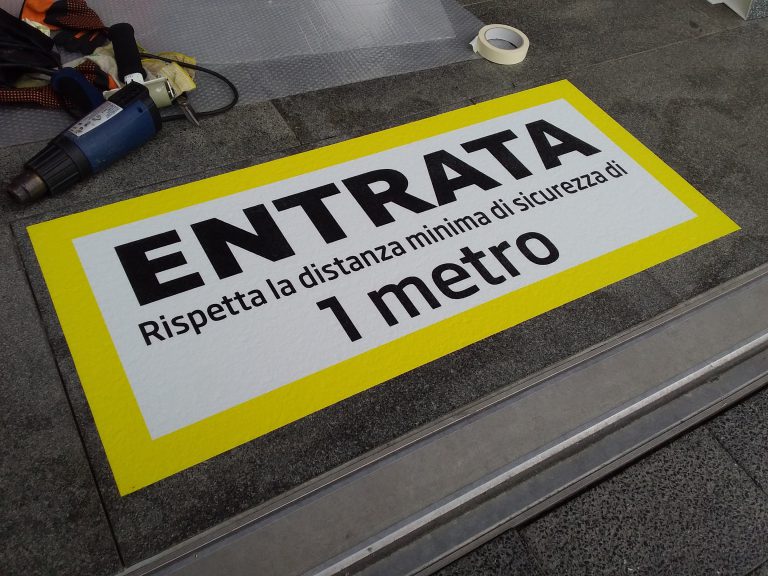 ENTRATA
Rispetta la distanza minima di sicurezza di
1 metro